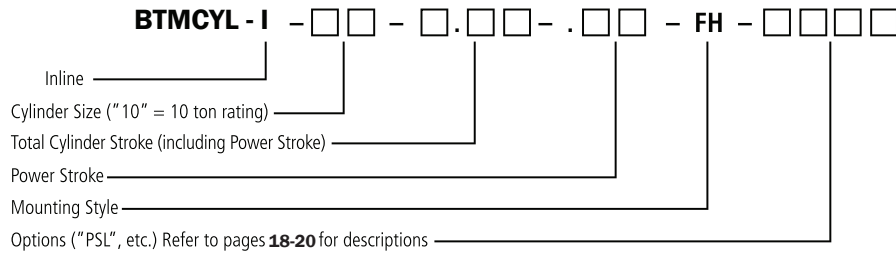 BTMCYL - I – □□ – □.□□ – .□□ – FH – □□□□
Inline
Cylinder Size ("10" = 10 ton rating)
Total Cylinder Stroke (including Power Stroke)
Power Stroke
Mounting Style
Options ("PSL", etc.) Refer to pages 18-20 for descriptions